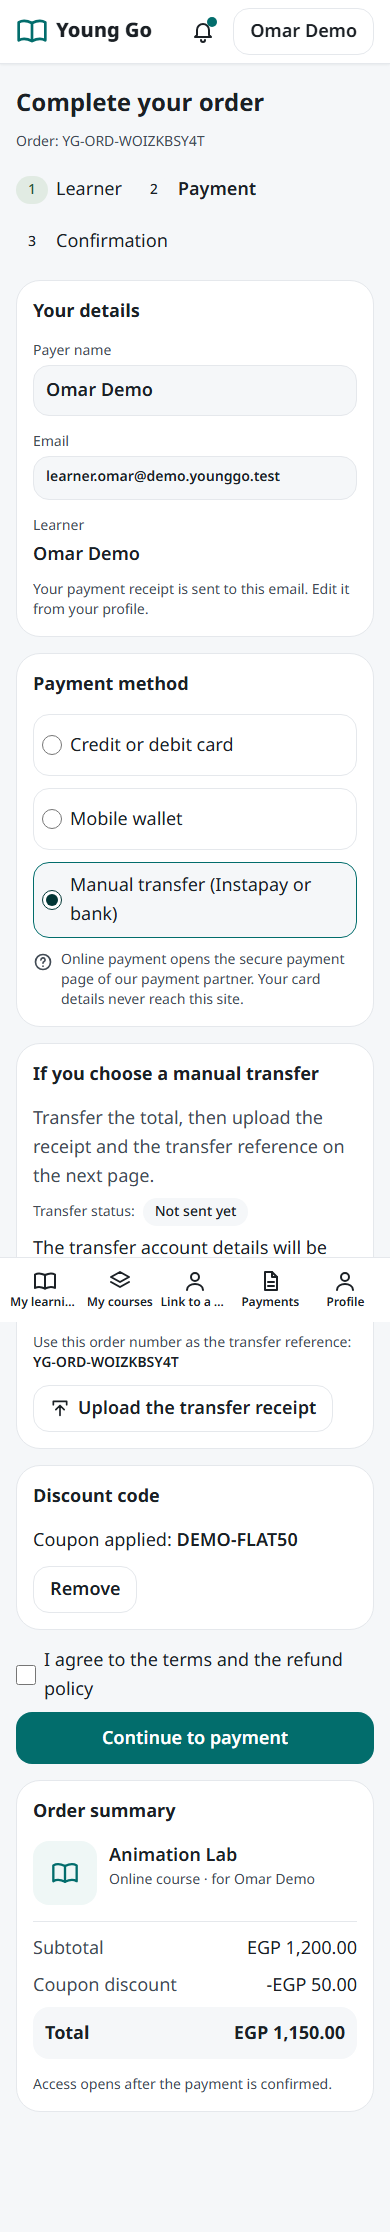 Young Go
Omar Demo
Complete your order
Order: YG-ORD-WOIZKBSY4T
1 Learner 2 Payment
3 Confirmation
Your details
Payer name
Omar Demo
Email
learner.omar@demo.younggo.test
Learner
Omar Demo
Your payment receipt is sent to this email. Edit it
from your profile.
Payment method
Credit or debit card
Mobile wallet
Manual transfer (Instapay or
bank)
Online payment opens the secure payment
page of our payment partner. Your card
details never reach this site.
If you choose a manual transfer
Transfer the total, then upload the
receipt and the transfer reference on
the next page.
Transfer status: Not sent yet
The transfer account details will be
My learni... My courses Link to a ... Payments Profile
Use this order number as the transfer reference:
YG-ORD-WOIZKBSY4T
Upload the transfer receipt
Discount code
Coupon applied: DEMO-FLAT50
Remove
I agree to the terms and the refund
policy
Continue to payment
Order summary
Animation Lab
Online course · for Omar Demo
Subtotal EGP 1,200.00
Coupon discount -EGP 50.00
Total EGP 1,150.00
Access opens after the payment is confirmed.